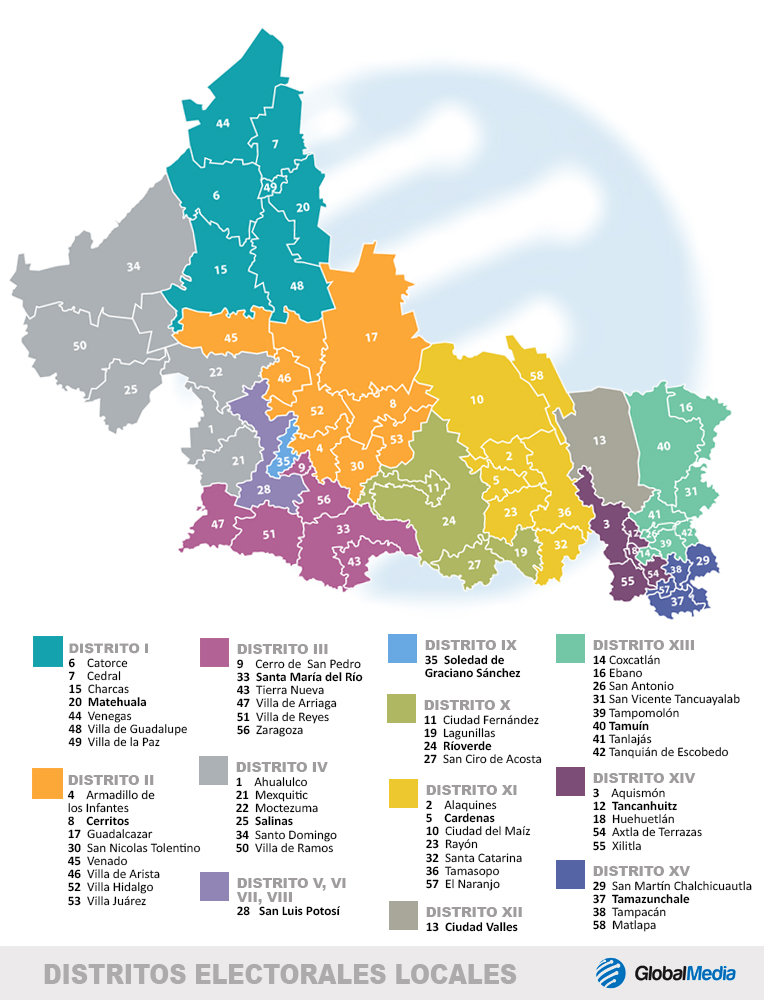 44
7
49
6
20
34
15
48
45
17
50
22
46
25
58
10
8
52
16
1
53
13
40
4
2
21
35
9
30
5
11
28
31
56
23
36
41
24
47
33
3
12
26
42
51
39
32
18
14
19
43
27
29
38
54
55
57
37
DISTRITO I
6 Catorce
7 Cedral
15 Charcas
20 Matehuala
44 Venegas
48 Villa de Guadalupe
49 Villa de la Paz
DISTRITO II
4 Armadillo de
los Infantes
8 Cerritos
17 Guadalcazar
30 San Nicolas Tolentino
45 Venado
46 Villa de Arista
52 Villa Hidalgo
53 Villa Juárez
DISTRITO III
9 Cerro de San Pedro
33 Santa María del Río
43 Tierra Nueva
47 Villa de Arriaga
51 Villa de Reyes
56 Zaragoza
DISTRITO IV
1 Ahualulco
21 Mexquitic
22 Moctezuma
25 Salinas
34 Santo Domingo
50 Villa de Ramos
DISTRITO V, VI
VII, VIII
28 San Luis Potosí
DISTRITO IX
35 Soledad de
Graciano Sánchez
DISTRITO X
11 Ciudad Fernández
19 Lagunillas
24 Ríoverde
27 San Ciro de Acosta
DISTRITO XI
2 Alaquines
5 Cardenas
10 Ciudad del Maíz
23 Rayón
32 Santa Catarina
36 Tamasopo
57 El Naranjo
DISTRITO XII
13 Ciudad Valles
DISTRITO XIII
14 Coxcatlán
16 Ebano
26 San Antonio
31 San Vicente Tancuayalab
39 Tampomolón
40 Tamuín
41 Tanlajás
42 Tanquián de Escobedo
DISTRITO XIV
3 Aquismón
12 Tancanhuitz
18 Huehuetlán
54 Axtla de Terrazas
55 Xilitla
DISTRITO XV
29 San Martín Chalchicuautla
37 Tamazunchale
38 Tampacán
58 Matlapa
DISTRITOS ELECTORALES LOCALES
GlobalMedia